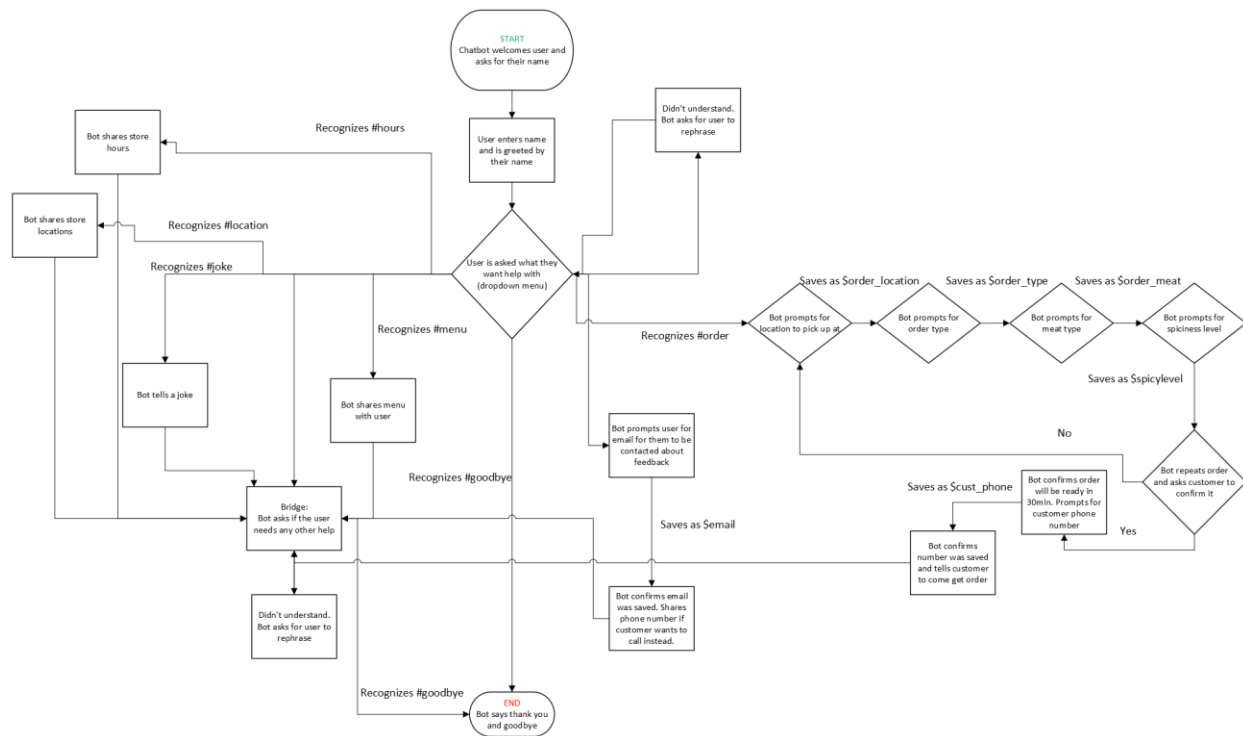 START
Chatbot welcomes user and
asks for their name
Didn't understand.
Bot asks for user to
rephrase
Bot shares store
hours
Recognizes #hours
User enters name
and is greeted by
their name
Bot shares store
locations
Recognizes #location
Recognizes #joke
User is asked what they
want help with
(dropdown menu)
Saves as $order_location
Saves as $order_type
Saves as $order_meat
Recognizes #menu
Recognizes #order
Bot prompts for
location to pick up at
Bot prompts for
order type
Bot prompts for
meat type
Bot prompts for
spiciness level
Saves as $spicylevel
Bot tells a joke
Bot shares menu
with user
Bot prompts user for
email for them to be
contacted about
feedback
No
Bot repeats order
and asks customer to
confirm it
Recognizes #goodbye
Saves as $cust_phone
Bot confirms order
will be ready in
30min. Prompts for
customer phone
number
Yes
Bridge:
Bot asks if the user
needs any other help
Saves as $email
Bot confirms
number was saved
and tells customer
to come get order
Didn't understand.
Bot asks for user to
rephrase
Bot confirms email
was saved. Shares
phone number if
customer wants to
call instead.
Recognizes #goodbye
END
Bot says thank you
and goodbye